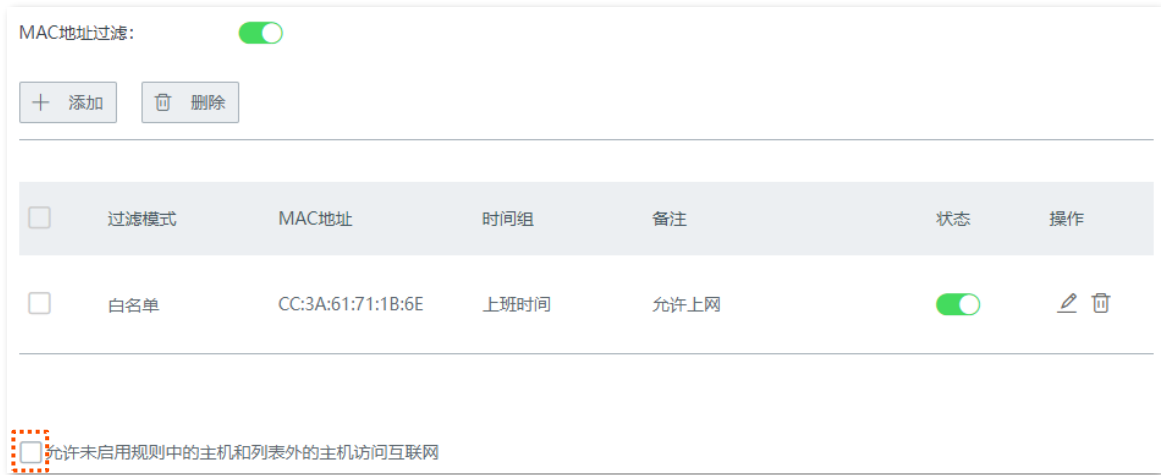 MAC地址过滤:
添加 删除
过滤模式 MAC地址 时间组 备注 状态 操作
白名单 CC:3A:61:71:1B:6E 上班时间 允许上网
允许未启用规则中的主机和列表外的主机访问互联网